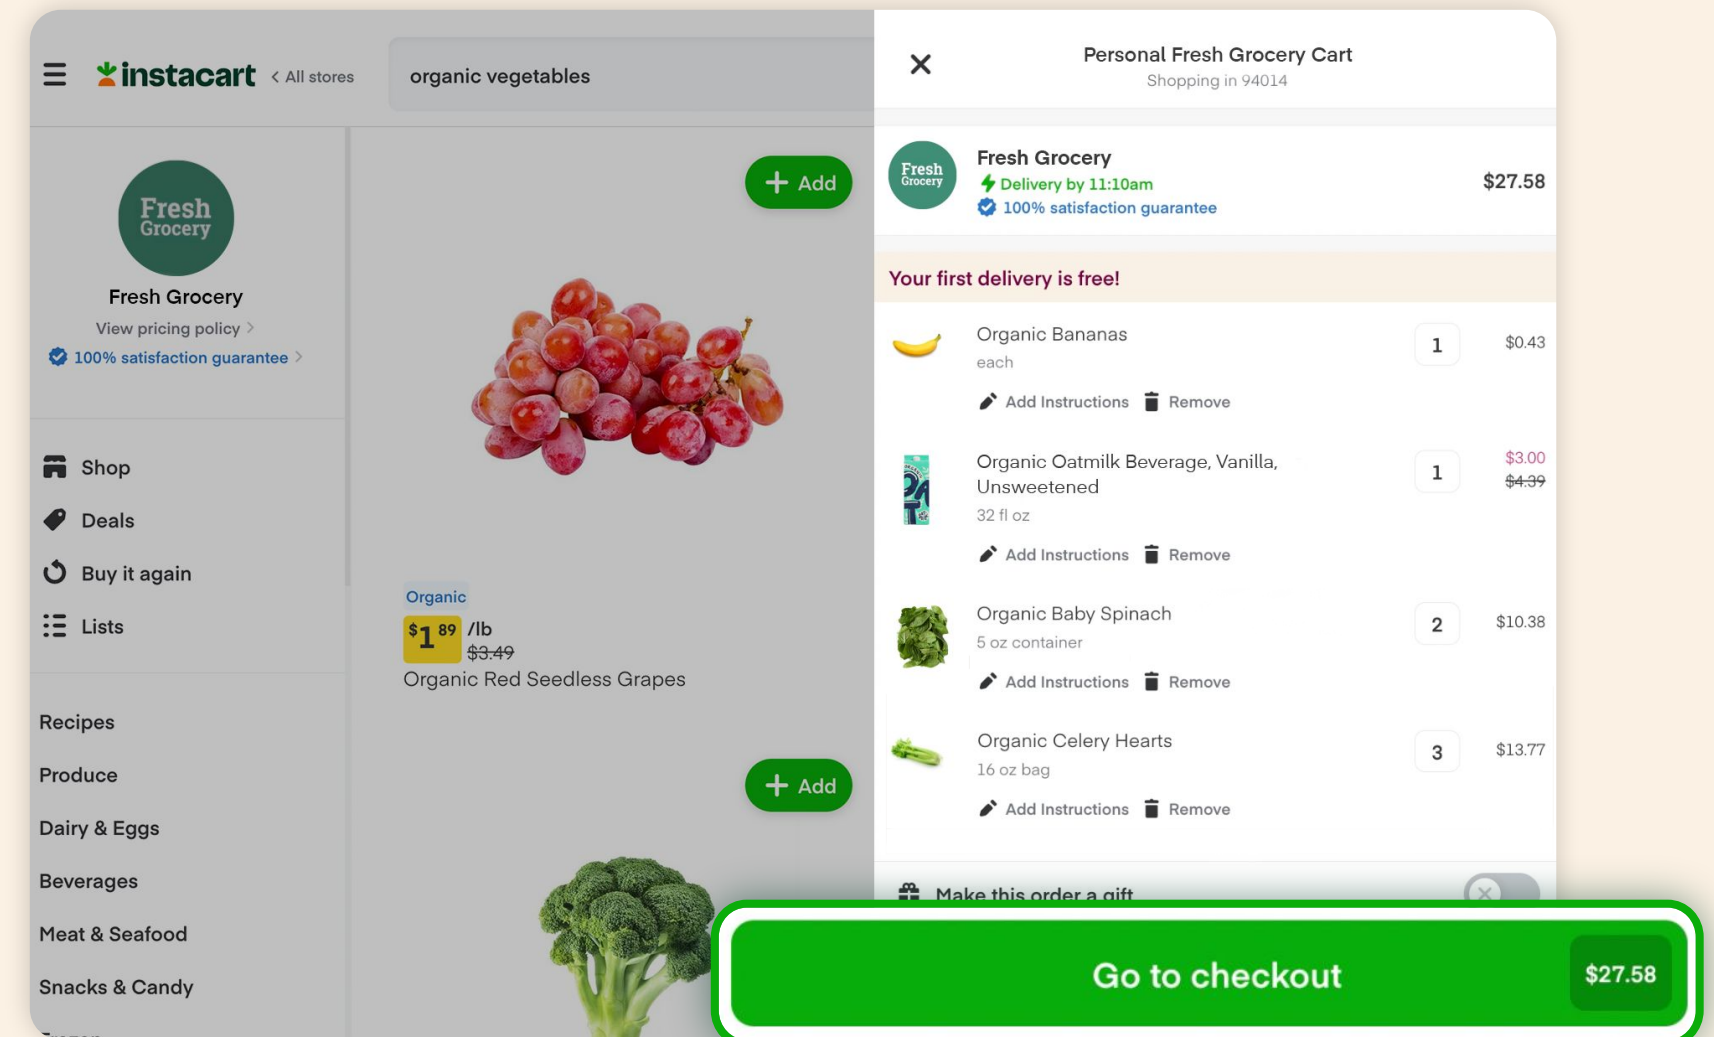 instacart
All stores
organic vegetables
Fresh
Grocery
Fresh Grocery
View pricing policy
100% satisfaction guarantee
Shop
Deals
Buy it again
Lists
Recipes
Produce
Dairy & Eggs
Beverages
Meat & Seafood
Snacks & Candy
+ Add
Organic
$1 89 /lb
$3.49
Organic Red Seedless Grapes
+ Add
Personal Fresh Grocery Cart
Shopping in 94014
Fresh
Grocery
Fresh Grocery
Delivery by 11:10am
100% satisfaction guarantee
$27.58
Your first delivery is free!
Organic Bananas
each
1
$0.43
Add Instructions Remove
Organic Oatmilk Beverage, Vanilla,
Unsweetened
32 fl oz
1
$3.00
$4.39
Add Instructions Remove
Organic Baby Spinach
5 oz container
2
$10.38
Add Instructions Remove
Organic Celery Hearts
16 oz bag
3
$13.77
Add Instructions Remove
Make this order a gift
Go to checkout
$27.58